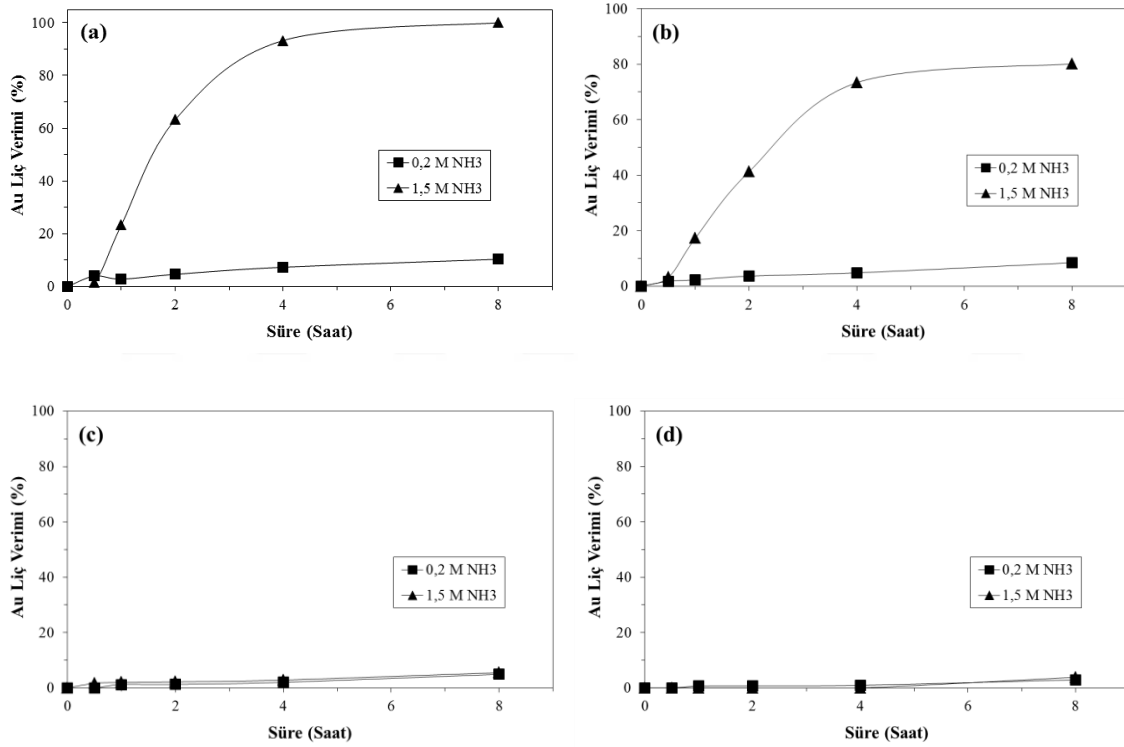 (a)
Au Liç Verimi (%)
100
80
60
40
20
0
0,2 M NH3
1,5 M NH3
0 2 4 6 8
Süre (Saat)
(b)
Au Liç Verimi (%)
100
80
60
40
20
0
0,2 M NH3
1,5 M NH3
0 2 4 6 8
Süre (Saat)
(c)
Au Liç Verimi (%)
100
80
60
40
20
0
0,2 M NH3
1,5 M NH3
0 2 4 6 8
Süre (Saat)
(d)
Au Liç Verimi (%)
100
80
60
40
20
0
0,2 M NH3
1,5 M NH3
0 2 4 6 8
Süre (Saat)